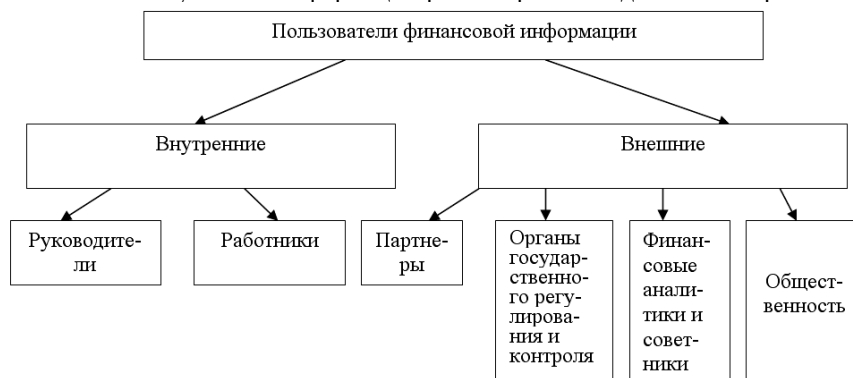 Пользователи финансовой информации
Внутренние
Внешние
Руководите-
ли
Работники
Партне-
ры
Органы
государ-
ственно-
го регу-
лирова-
ния и
контроля
Финан-
совые
анали-
тики и
совет-
ники
Общест-
венность